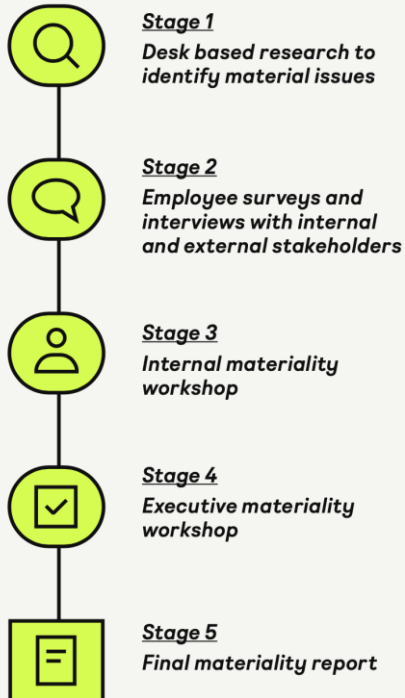 Stage 1
Desk based research to
identify material issues
Stage 2
Employee surveys and
interviews with internal
and external stakeholders
Stage 3
Internal materiality
workshop
Stage 4
Executive materiality
workshop
Stage 5
Final materiality report